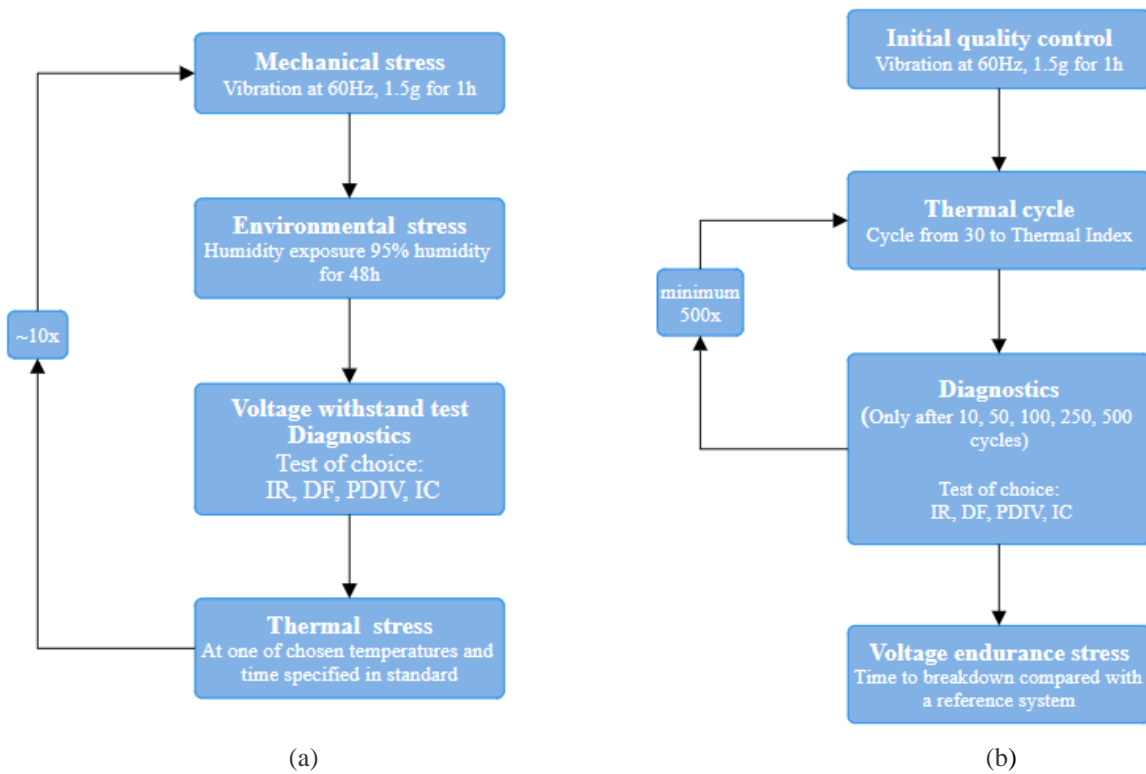 Mechanical stress
Vibration at 60Hz, 1.5g for 1h
Environmental  stress
Humidity exposure 95% humidity
for 48h
~10x
Voltage withstand test
Diagnostics
Test of choice:
IR, DF, PDIV, IC
Thermal  stress
At one of chosen temperatures and
time specified in standard
(a)
Initial quality control
Vibration at 60Hz, 1.5g for 1h
Thermal cycle
Cycle from 30 to Thermal Index
minimum
500x
Diagnostics
(Only after 10, 50, 100, 250, 500
cycles)
Test of choice:
IR, DF, PDIV, IC
Voltage endurance stress
Time to breakdown compared with
a reference system
(b)